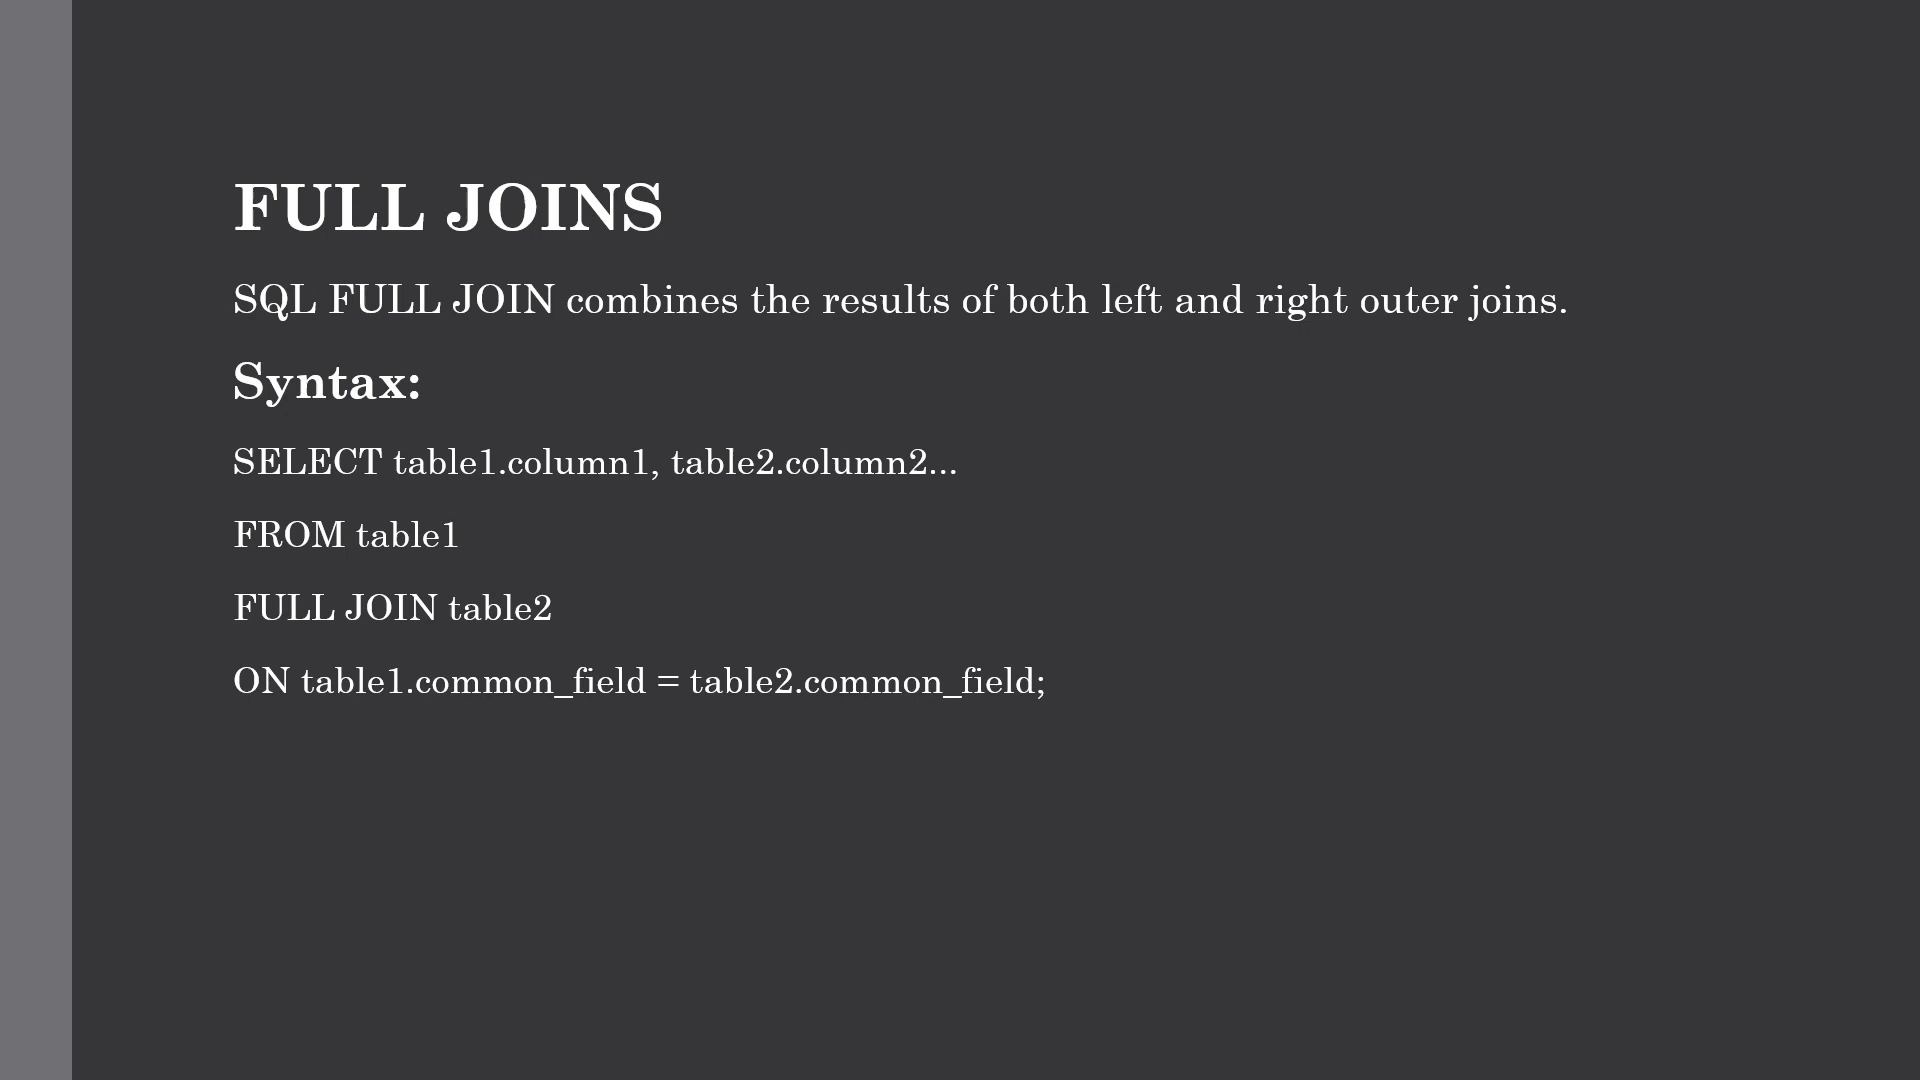 FULL JOINS
SQL FULL JOIN combines the results of both left and right outer joins.
Syntax:
SELECT table1.column1, table2.column2...
FROM table1
FULL JOIN table2
ON table1.common_field = table2.common_field;